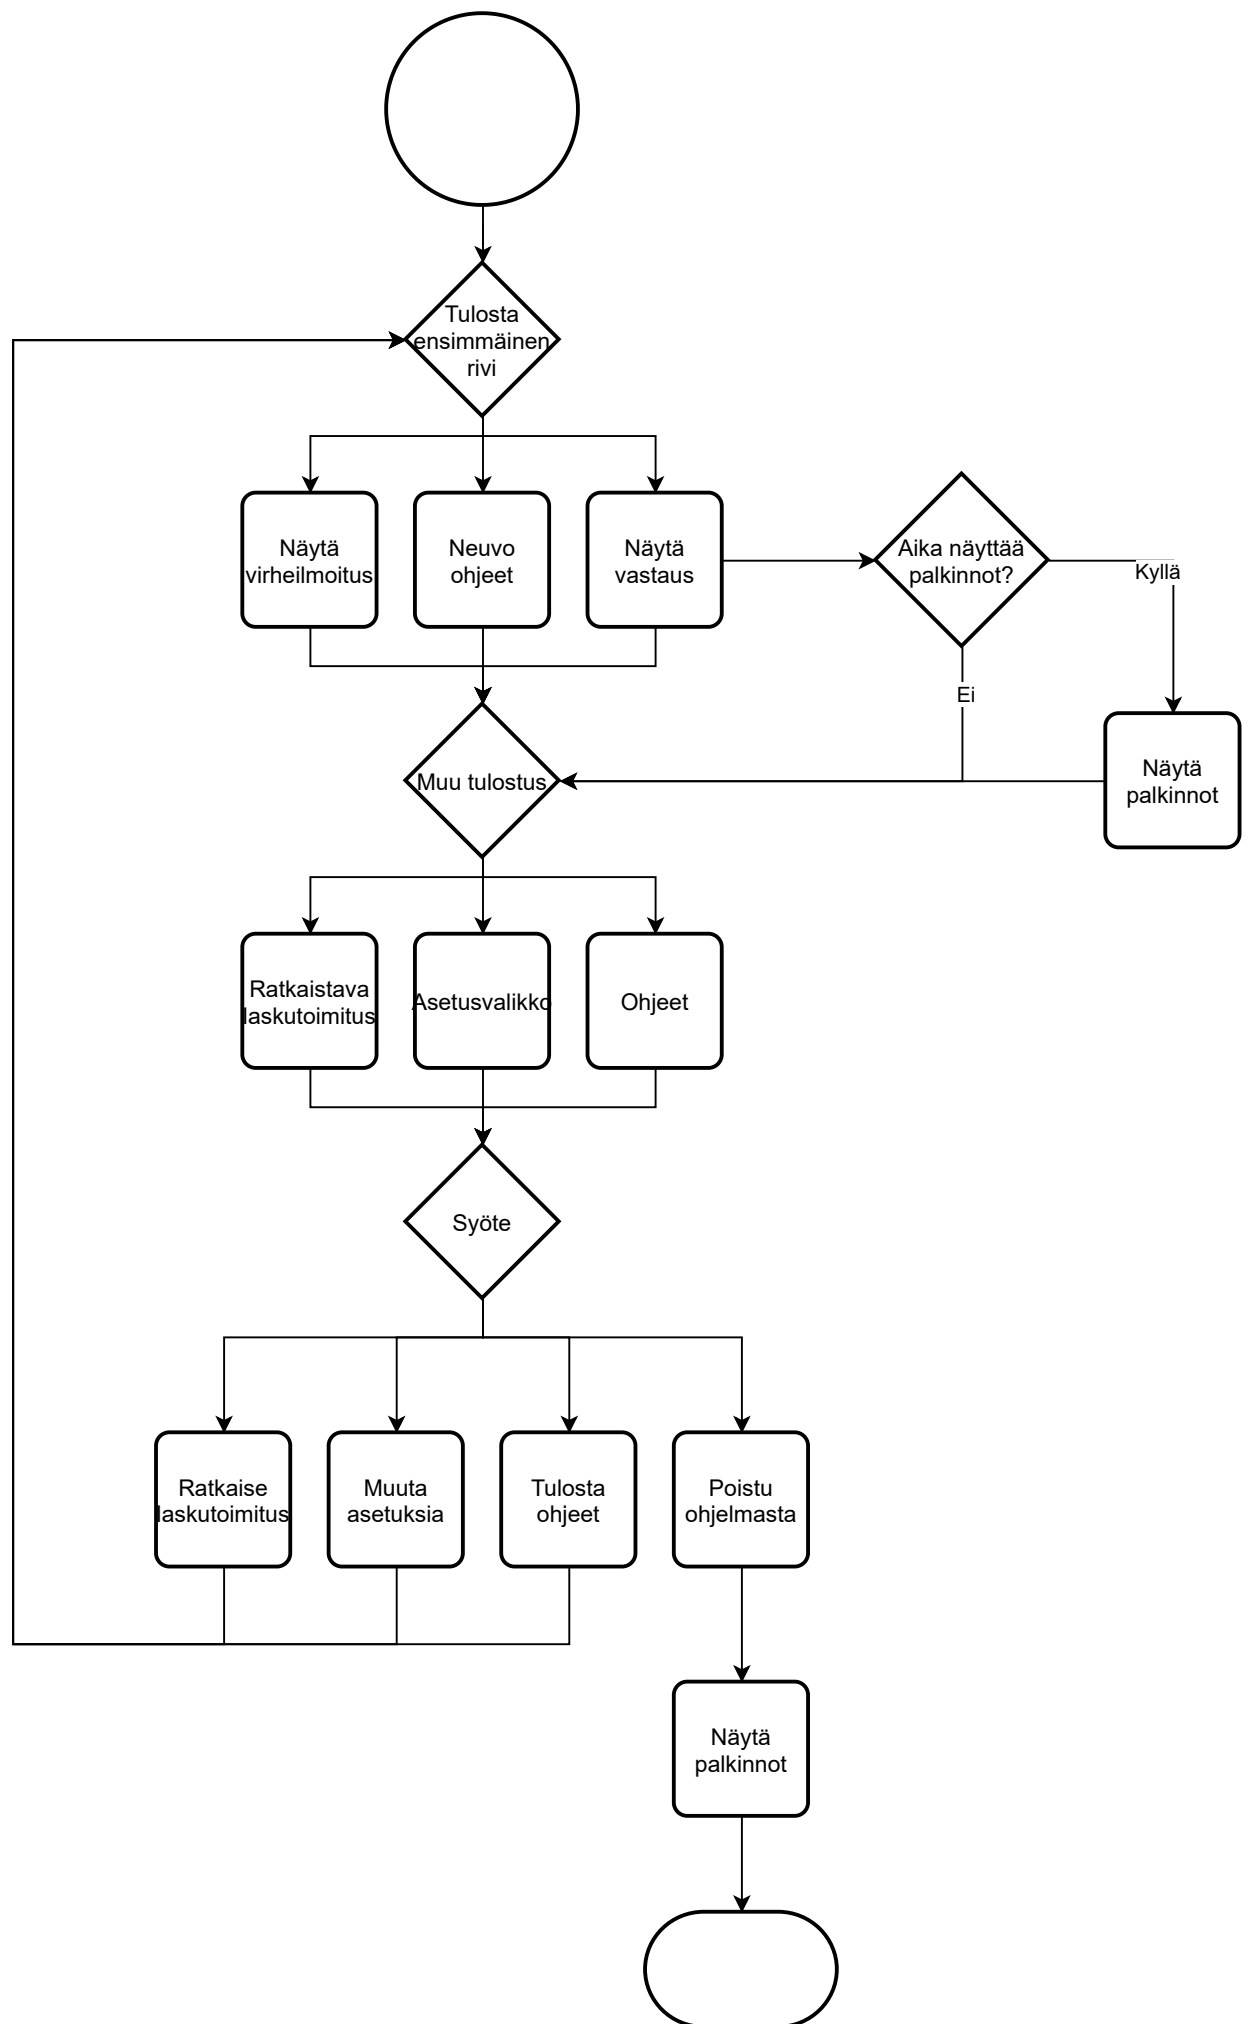 Tulosta
ensimmäinen
rivi
Näytä
virheilmoitus
Neuvo
ohjeet
Näytä
vastaus
Aika näyttää
palkinnot?
Kyllä
Ei
Näytä
palkinnot
Muu tulostus
Ratkaistava
laskutoimitus
Asetusvalikko
Ohjeet
Syöte
Ratkaise
laskutoimitus
Muuta
asetuksia
Tulosta
ohjeet
Poistu
ohjelmasta
Näytä
palkinnot